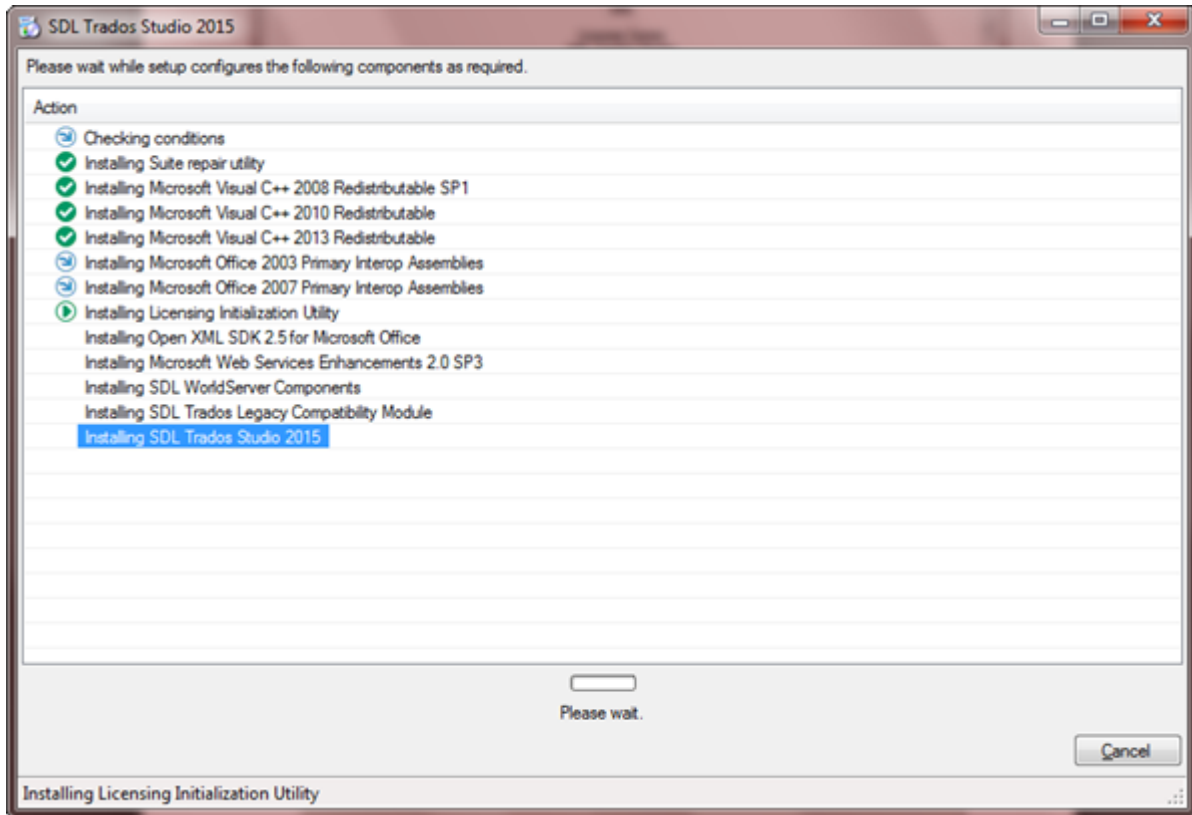 SDL Trados Studio 2015
Please wait while setup configures the following components as required.
Action
Checking conditions
Installing Suite repair utility
Installing Microsoft Visual C++ 2008 Redistributable SP1
Installing Microsoft Visual C++ 2010 Redistributable
Installing Microsoft Visual C++ 2013 Redistributable
Installing Microsoft Office 2003 Primary Interop Assemblies
Installing Microsoft Office 2007 Primary Interop Assemblies
Installing Licensing Initialization Utility
Installing Open XML SDK 2.5 for Microsoft Office
Installing Microsoft Web Services Enhancements 2.0 SP3
Installing SDL WorldServer Components
Installing SDL Trados Legacy Compatibility Module
Installing SDL Trados Studio 2015
Please wait.
Cancel
Installing Licensing Initialization Utility